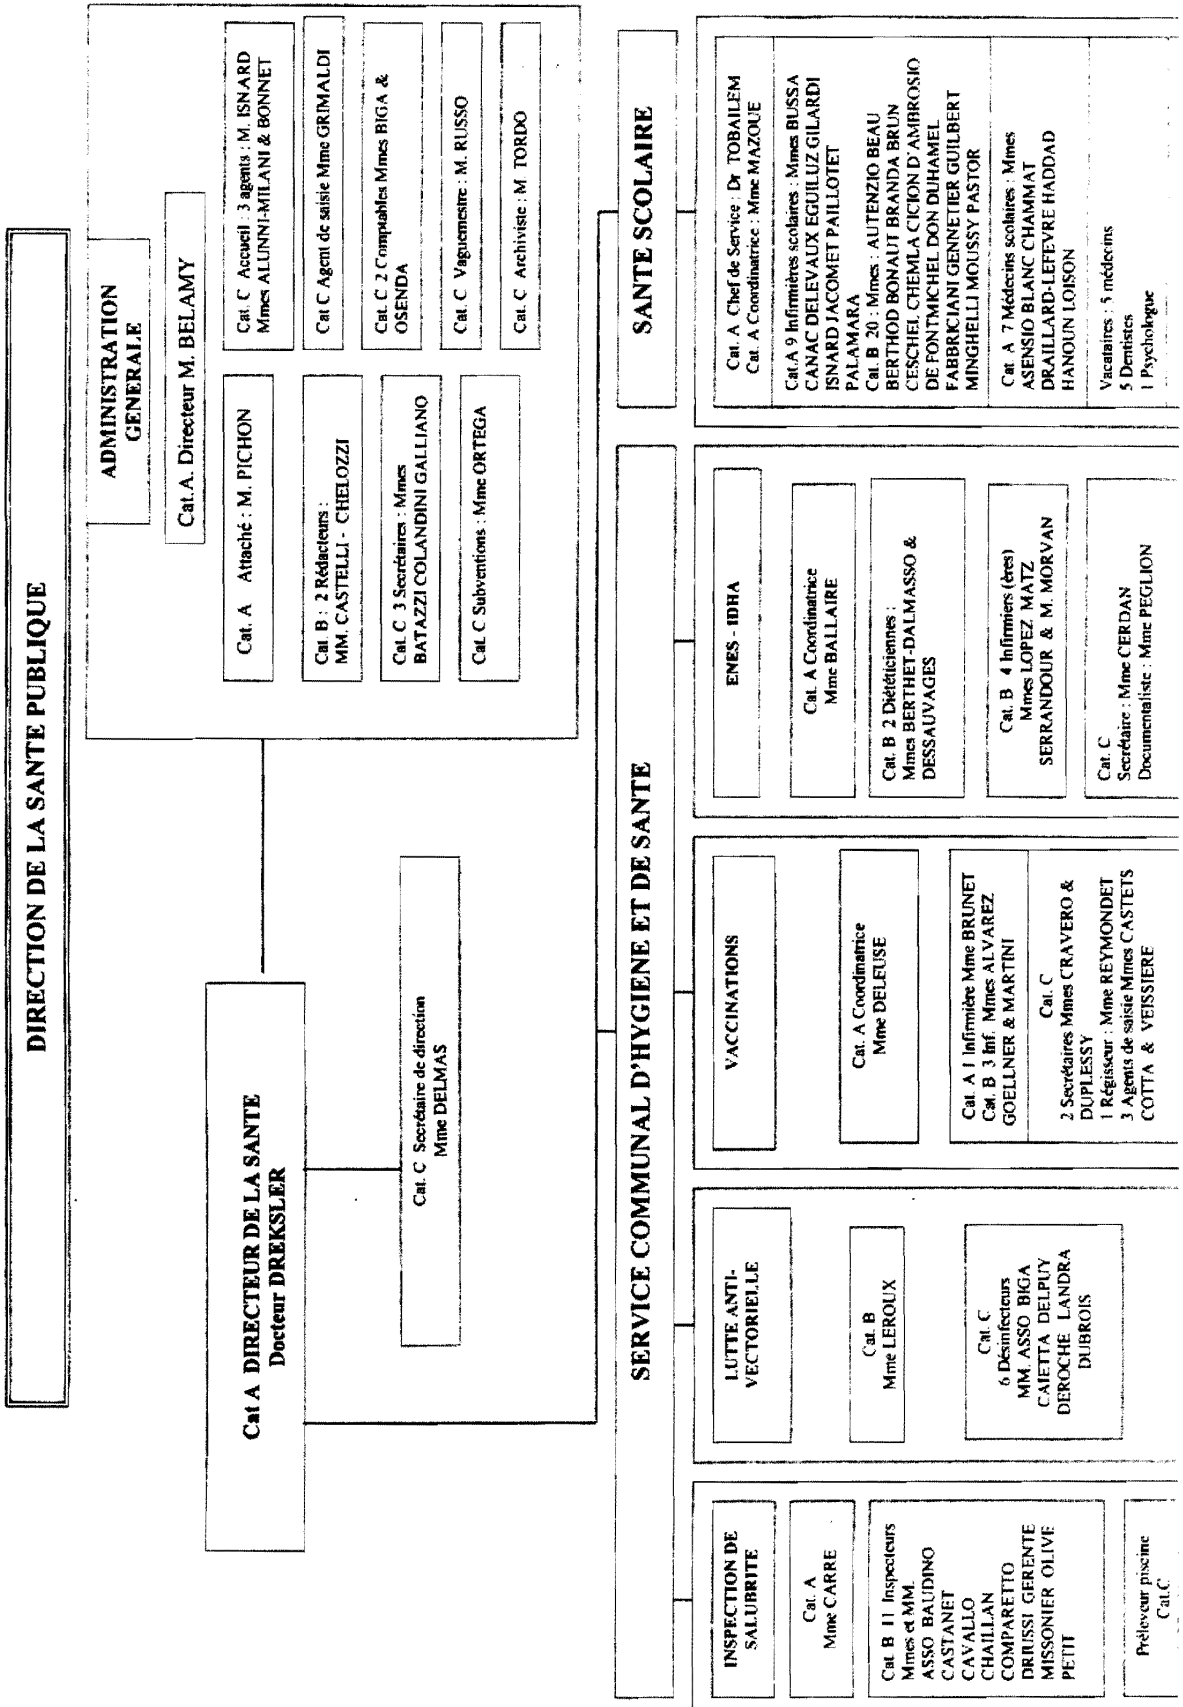 DIRECTION DE LA SANTE PUBLIQUE
ADMINISTRATION
GENERALE
Cat. A. Directeur M. BELAMY
Cat. A Attaché : M. PICHON
Cat. B : 2 Rédacteurs :
MM. CASTELLI - CHELOZZI
Cat. C 3 Secrétaires : Mmes
BATAZZI COLANDINI GALLIANO
Cat. C Subventions : Mme ORTEGA
Cat. C Accueil : 3 agents : M. ISNARD
Mmes ALUNNI-MILANI & BONNET
Cat C Agent de saisie Mme GRIMALDI
Cat. C 2 Comptables Mmes BIGA &
OSENDA
Cat. C Vaguemestre : M. RUSSO
Cat. C Archiviste : M. TORDO
Cat A DIRECTEUR DE LA SANTE
Docteur DREKSLER
Cat. C Secrétaire de direction
Mme DELMAS
SERVICE COMMUNAL D'HYGIENE ET DE SANTE
INSPECTION DE
SALUBRITE
Cat. A
Mme CARRE
Cat. B 11 Inspecteurs
Mmes et MM.
ASSO BAUDINO
CASTANET
CAVALLO
CHAILLAN
COMPARETTO
DRIUSSI GERENTE
MISSONIER OLIVE
PETIT
Préleveur piscine
Cat.C
LUTTE ANTI-
VECTORIELLE
Cat. B
Mme LEROUX
Cat. C
6 Désinfecteurs
MM. ASSO BIGA
CAIETTA DELPUY
DEROCHE LANDRA
DUBROIS
VACCINATIONS
Cat. A Coordinatrice
Mme DELEUSE
Cat. A 1 Infirmière Mme BRUNET
Cat. B 3 Inf. Mmes ALVAREZ
GOELLNER & MARTINI
Cat. C
2 Secrétaires Mmes CRAVERO &
DUPLESSY
1 Régisseur : Mme REYMONDET
3 Agents de saisie Mmes CASTETS
COTTA & VEISSIERE
ENES - IDHA
Cat. A Coordinatrice
Mme BALLAIRE
Cat. B 2 Diététiciennes :
Mmes BERTHET-DALMASSO &
DESSAUVAGES
Cat. B 4 Infirmiers (ères)
Mmes LOPEZ MATZ
SERRANDOUR & M. MORVAN
Cat. C
Secrétaire : Mme CERDAN
Documentaliste : Mme PEGLION
SANTE SCOLAIRE
Cat. A Chef de Service : Dr TOBAILEM
Cat. A Coordinatrice : Mme MAZOUE
Cat.A 9 Infirmières scolaires : Mmes BUSSA
CANAC DELEVAUX EGUILUZ GILARDI
ISNARD JACOMET PAILLOTET
PALAMARA
Cat. B 20 : Mmes : AUTENZIO BEAU
BERTHOD BONAUT BRANDA BRUN
CESCHEL CHEMLA CICION D'AMBROSIO
DE FONTMICHEL DON DUHAMEL
FABBRICIANI GENNETIER GUILBERT
MINGHELLI MOUSSY PASTOR
Cat. A 7 Médecins scolaires : Mmes
ASENSIO BLANC CHAMMAT
DRAILLARD-LEFEVRE HADDAD
HANOUN LOISON
Vacataires : 5 médecins
5 Dentistes
1 Psychologue